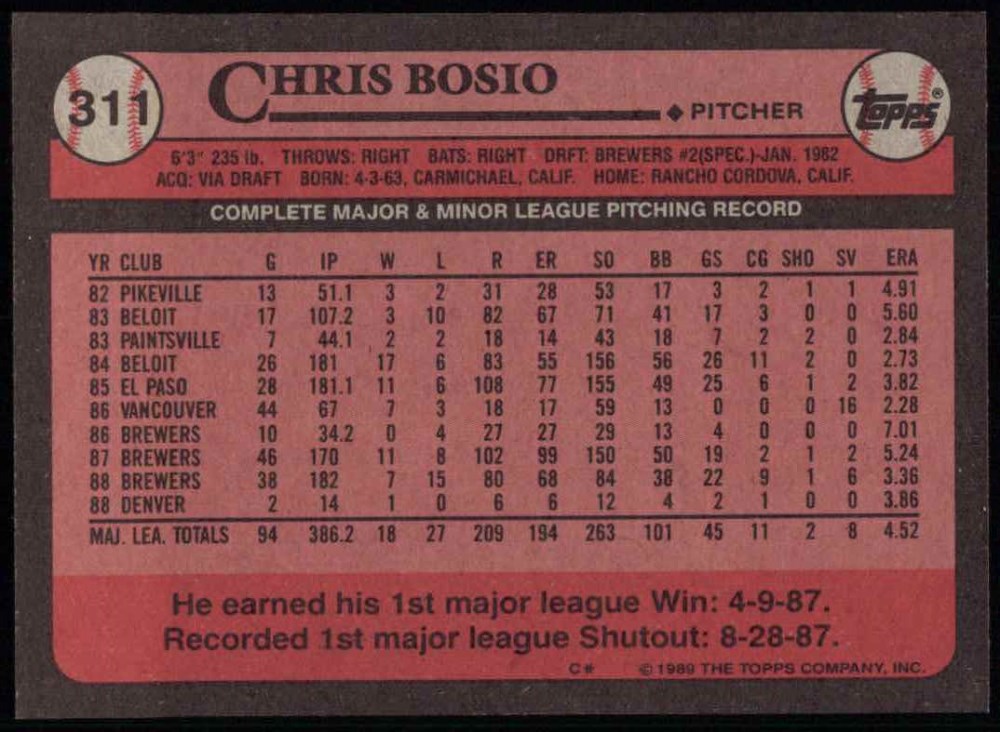 311
CHRIS BOSIO
◆ PITCHER
topps®
6'3" 235 lb. THROWS: RIGHT BATS: RIGHT DRFT: BREWERS #2(SPEC.)-JAN. 1982
ACQ: VIA DRAFT BORN: 4-3-63, CARMICHAEL, CALIF. HOME: RANCHO CORDOVA, CALIF.
COMPLETE MAJOR & MINOR LEAGUE PITCHING RECORD
YR CLUB G IP W L R ER SO BB GS CG SHO SV ERA
82 PIKEVILLE 13 51.1 3 2 31 28 53 17 3 2 1 1 4.91
83 BELOIT 17 107.2 3 10 82 67 71 41 17 3 0 0 5.60
83 PAINTSVILLE 7 44.1 2 2 18 14 43 18 7 2 2 0 2.84
84 BELOIT 26 181 17 6 83 55 156 56 26 11 2 0 2.73
85 EL PASO 28 181.1 11 6 108 77 155 49 25 6 1 2 3.82
86 VANCOUVER 44 67 7 3 18 17 59 13 0 0 0 16 2.28
86 BREWERS 10 34.2 0 4 27 27 29 13 4 0 0 0 7.01
87 BREWERS 46 170 11 8 102 99 150 50 19 2 1 2 5.24
88 BREWERS 38 182 7 15 80 68 84 38 22 9 1 6 3.36
88 DENVER 2 14 1 0 6 6 12 4 2 1 0 0 3.86
MAJ. LEA. TOTALS 94 386.2 18 27 209 194 263 101 45 11 2 8 4.52
He earned his 1st major league Win: 4-9-87.
Recorded 1st major league Shutout: 8-28-87.
C* © 1989 THE TOPPS COMPANY, INC.